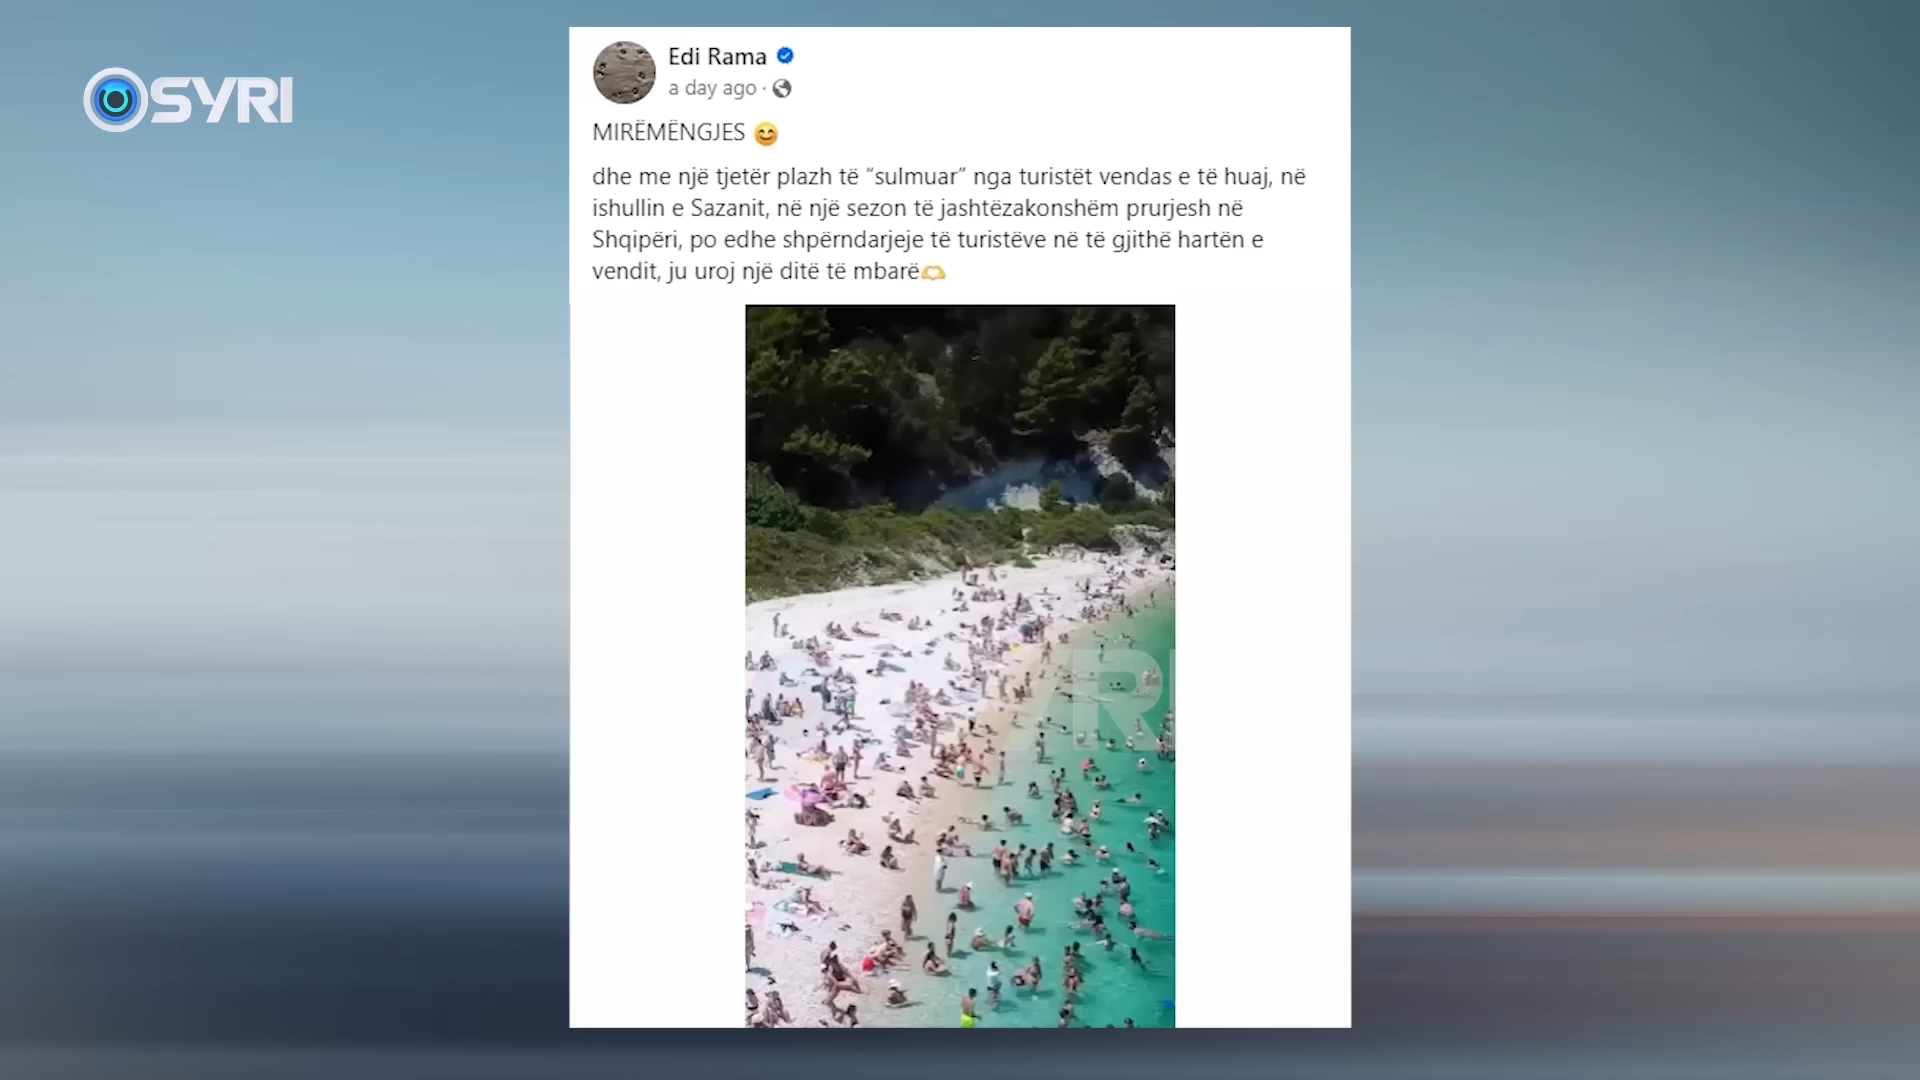 SYRI
Edi Rama
a day ago ·
MIRËMËNGJES 😊
dhe me një tjetër plazh të “sulmuar” nga turistët vendas e të huaj, në
ishullin e Sazanit, në një sezon të jashtëzakonshëm prurjesh në
Shqipëri, po edhe shpërndarjeje të turistëve në të gjithë hartën e
vendit, ju uroj një ditë të mbarë🫶